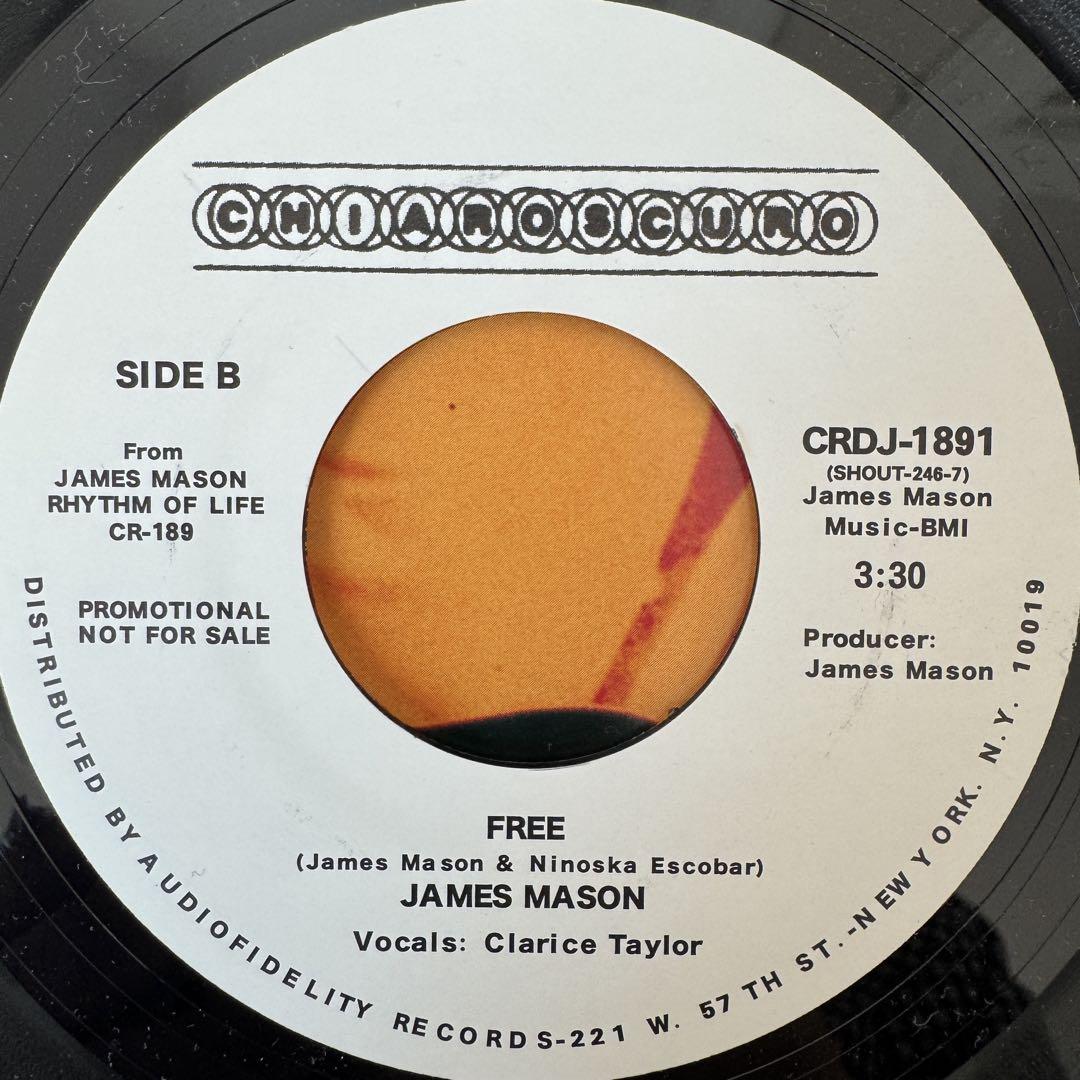 CHIAROSCURO
SIDE B
From
JAMES MASON
RHYTHM OF LIFE
CR-189
PROMOTIONAL
NOT FOR SALE
CRDJ-1891
(SHOUT-246-7)
James Mason
Music-BMI
3:30
Producer:
James Mason
FREE
(James Mason & Ninoska Escobar)
JAMES MASON
Vocals: Clarice Taylor
DISTRIBUTED BY AUDIOFIDELITY RECORDS-221 W. 57 TH ST.-NEW YORK. N.Y. 10019